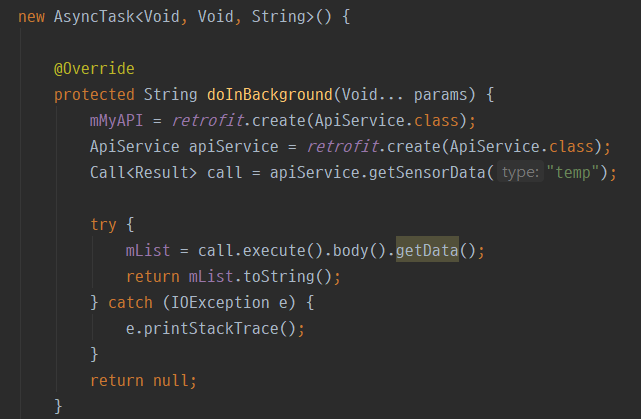 new AsyncTask<Void, Void, String>() {
@Override
protected String doInBackground(Void... params) {
mMyAPI = retrofit.create(ApiService.class);
ApiService apiService = retrofit.create(ApiService.class);
Call<Result> call = apiService.getSensorData( type: "temp");
try {
mList = call.execute().body().getData();
return mList.toString();
} catch (IOException e) {
e.printStackTrace();
}
return null;
}